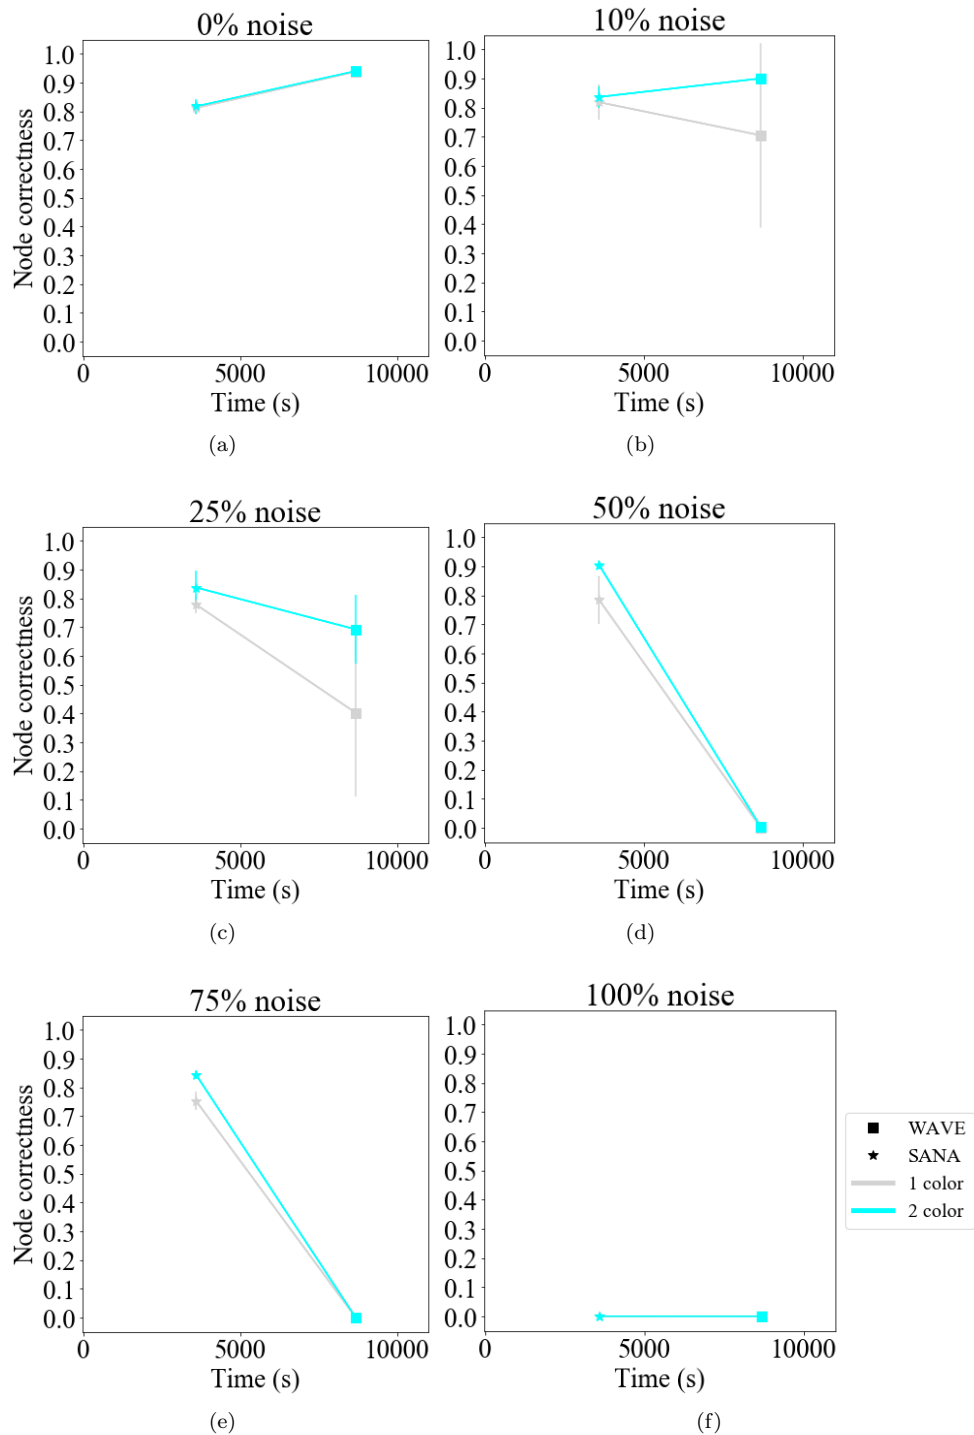 0% noise
10% noise
Node correctness
1.0
0.9
0.8
0.7
0.6
0.5
0.4
0.3
0.2
0.1
0.0
0 5000 10000
Time (s)
(a)
1.0
0.9
0.8
0.7
0.6
0.5
0.4
0.3
0.2
0.1
0.0
0 5000 10000
Time (s)
(b)
25% noise
50% noise
Node correctness
1.0
0.9
0.8
0.7
0.6
0.5
0.4
0.3
0.2
0.1
0.0
0 5000 10000
Time (s)
(c)
1.0
0.9
0.8
0.7
0.6
0.5
0.4
0.3
0.2
0.1
0.0
0 5000 10000
Time (s)
(d)
75% noise
100% noise
Node correctness
1.0
0.9
0.8
0.7
0.6
0.5
0.4
0.3
0.2
0.1
0.0
0 5000 10000
Time (s)
(e)
1.0
0.9
0.8
0.7
0.6
0.5
0.4
0.3
0.2
0.1
0.0
0 5000 10000
Time (s)
(f)
WAVE
SANA
1 color
2 color